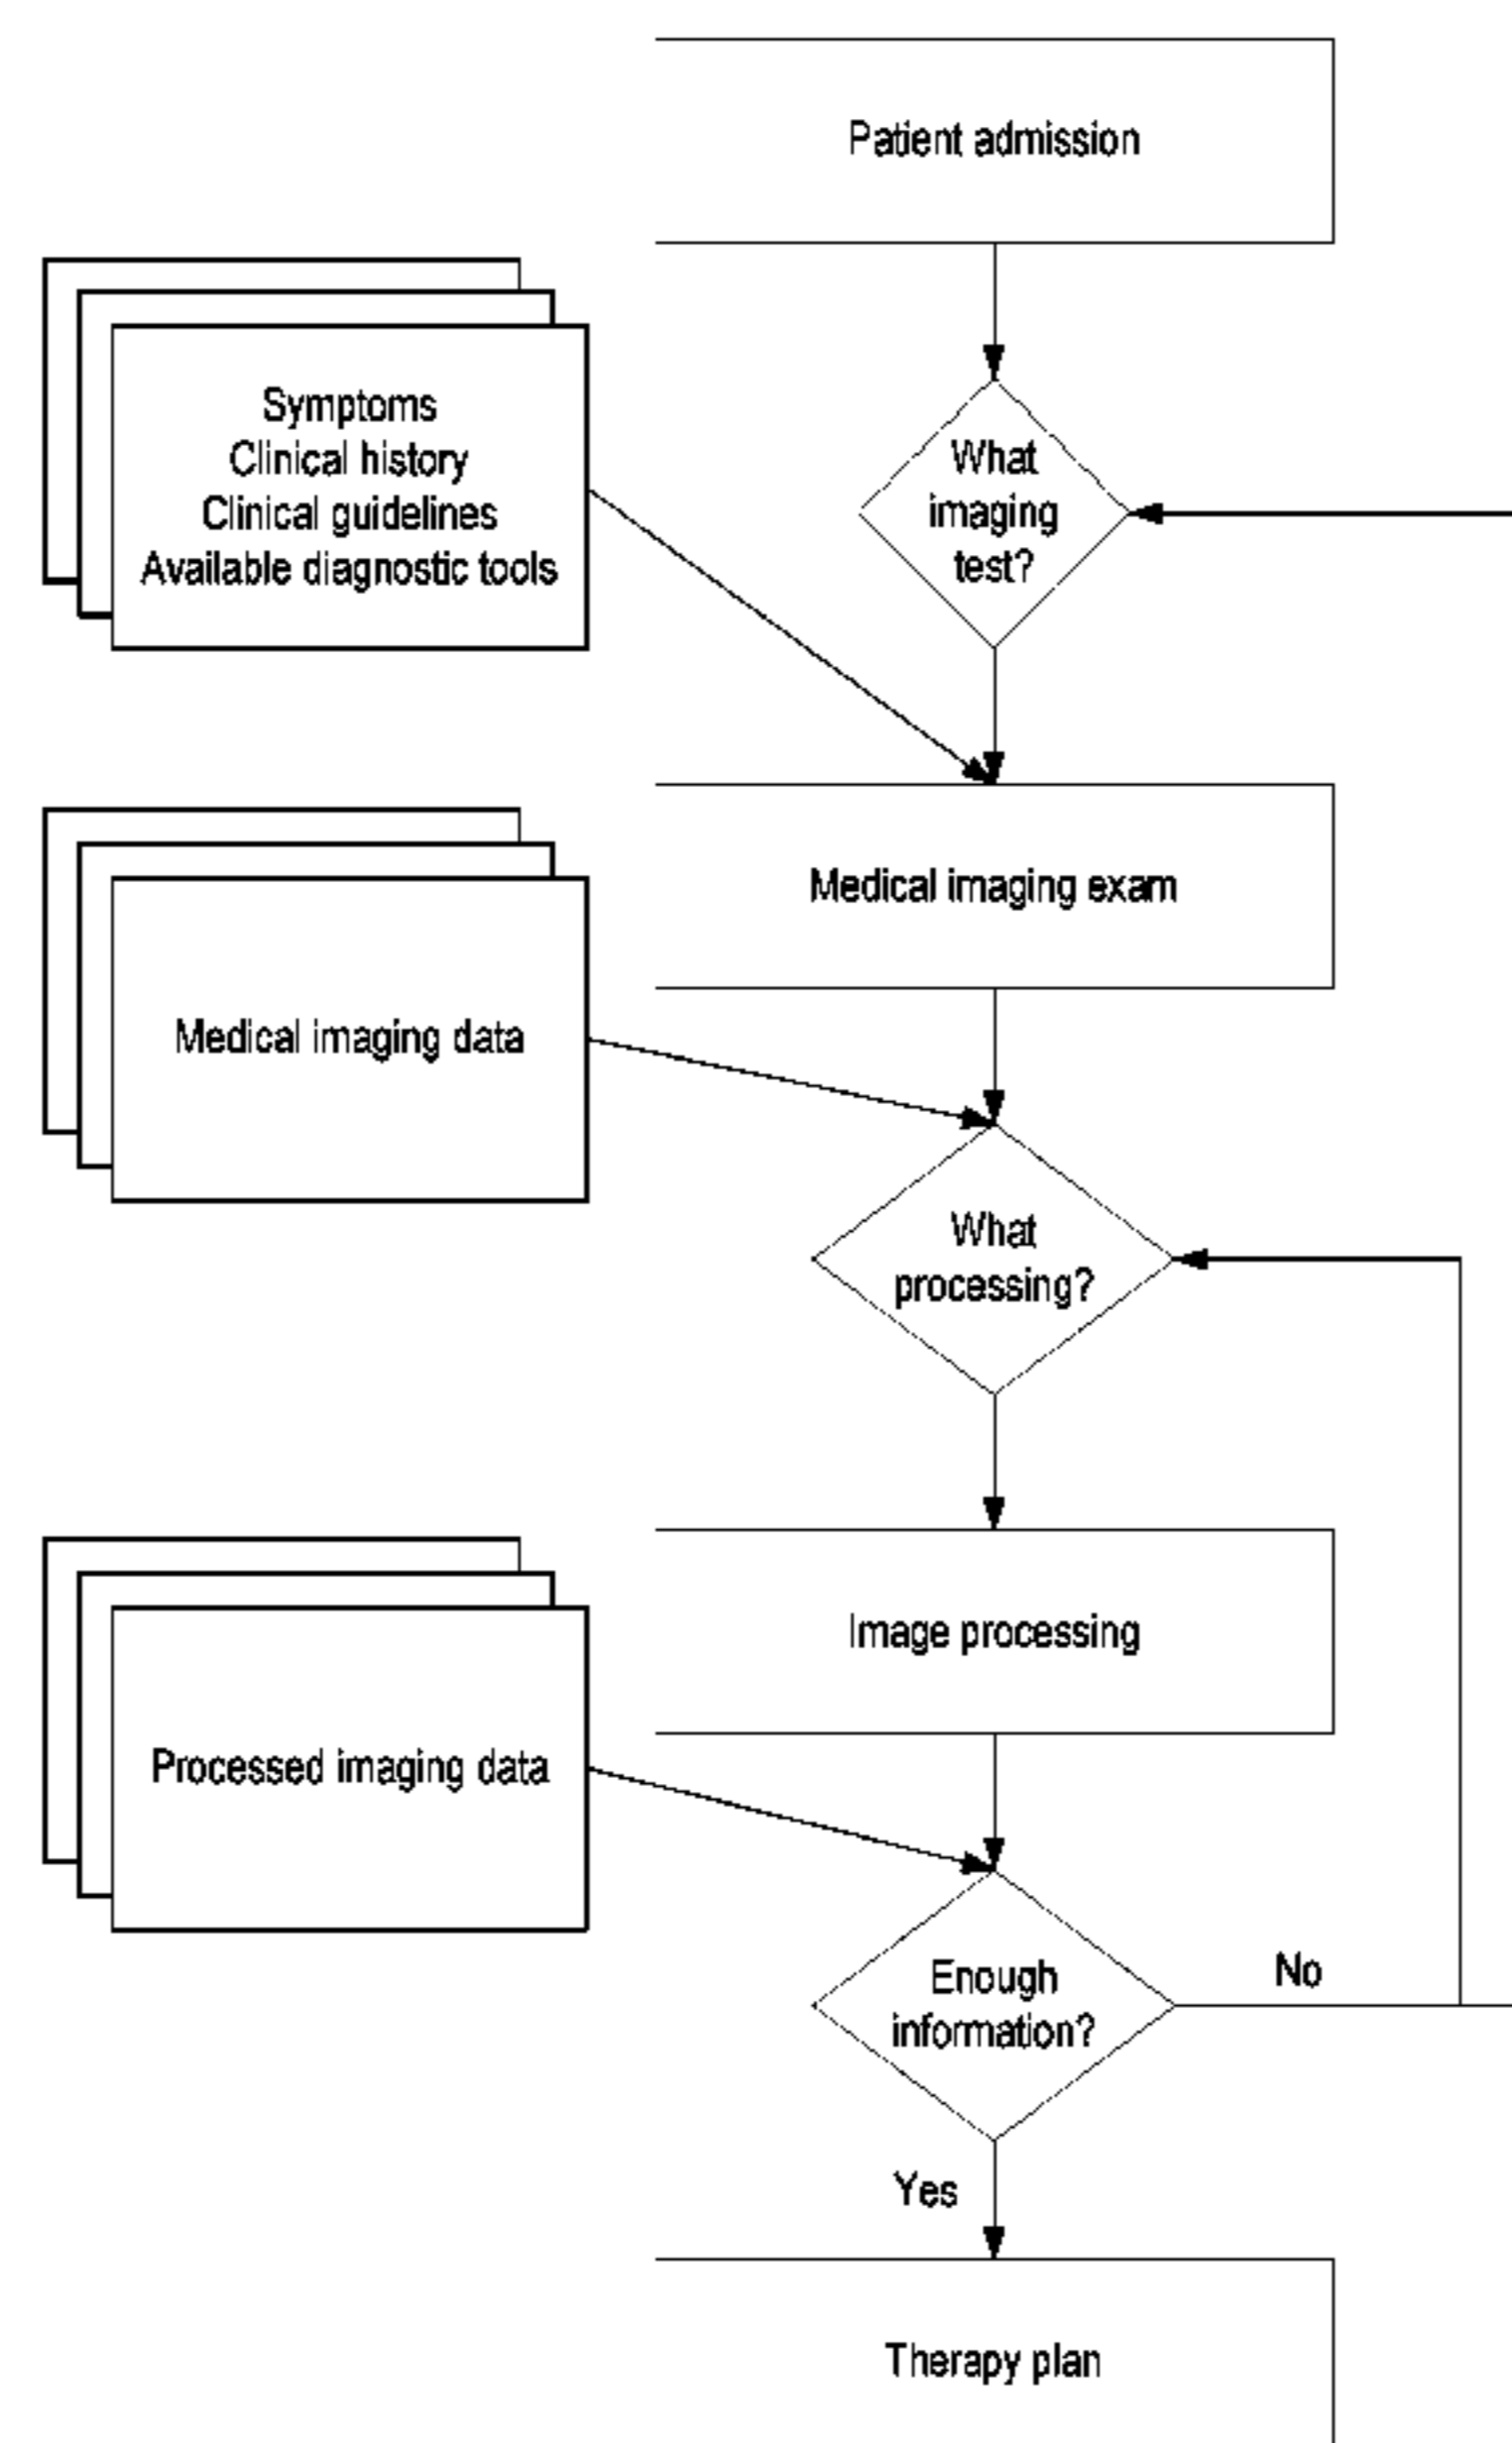 Patient admission
Symptoms
Clinical history
Clinical guidelines
Available diagnostic tools
What
imaging
test?
Medical imaging exam
Medical imaging data
What
processing?
Image processing
Processed imaging data
Enough
information?
No
Yes
Therapy plan